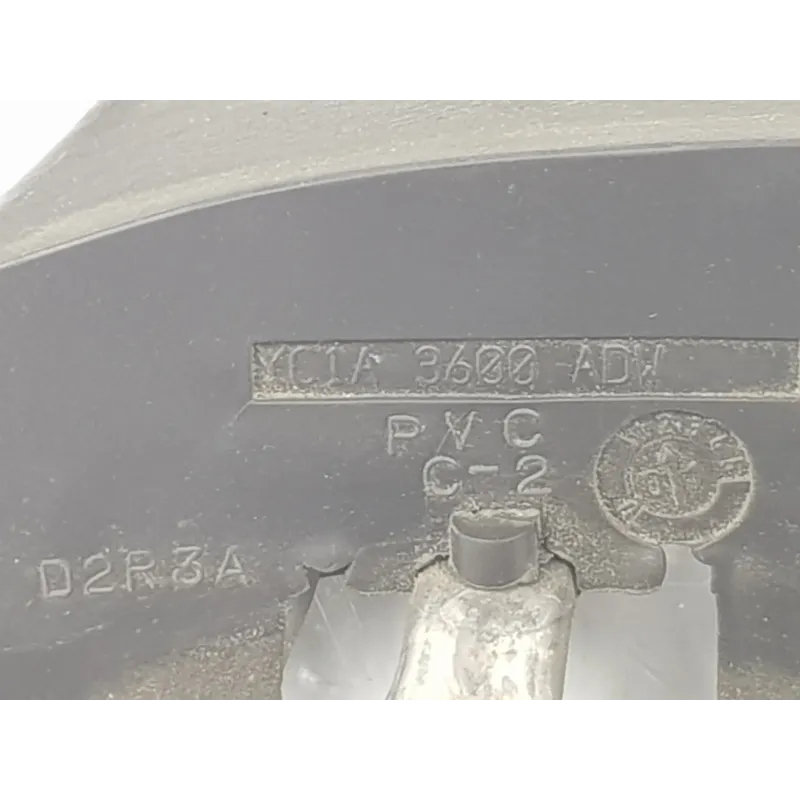 YC1A 3600-ADW
PVC
C-2
D2R3A